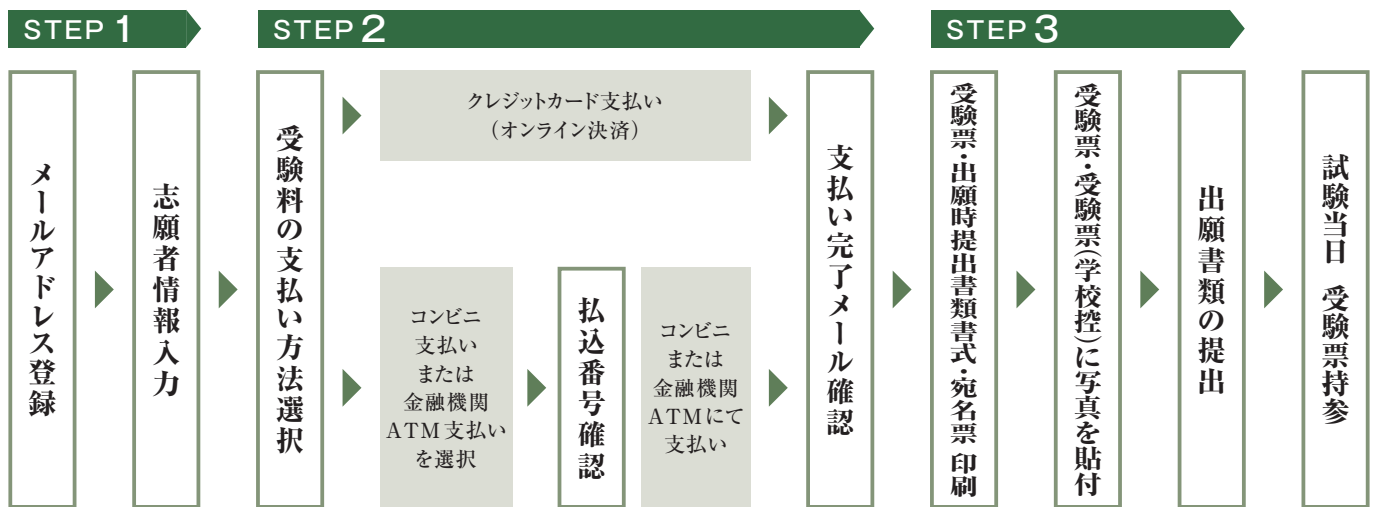 STEP 1
メールアドレス登録
志願者情報入力
STEP 2
受験料の支払い方法選択
クレジットカード支払い
（オンライン決済）
コンビニ
支払い
または
金融機関
ATM支払い
を選択
払込番号確認
コンビニ
または
金融機関
ATMにて
支払い
支払い完了メール確認
STEP 3
受験票・出願時提出書類書式・宛名票 印刷
受験票・受験票（学校控）に写真を貼付
出願書類の提出
試験当日　受験票持参